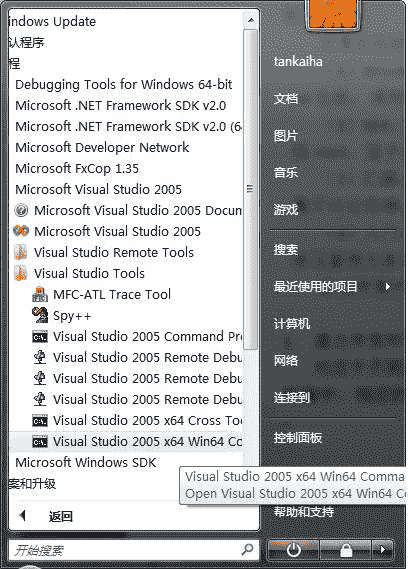 indows Update
认程序
程
Debugging Tools for Windows 64-bit
Microsoft .NET Framework SDK v2.0
Microsoft .NET Framework SDK v2.0 (64
Microsoft Developer Network
Microsoft FxCop 1.35
Microsoft Visual Studio 2005
Microsoft Visual Studio 2005 Docum
Microsoft Visual Studio 2005
Visual Studio Remote Tools
Visual Studio Tools
MFC-ATL Trace Tool
Spy++
Visual Studio 2005 Command Pro
Visual Studio 2005 Remote Debu
Visual Studio 2005 Remote Debu
Visual Studio 2005 Remote Debu
Visual Studio 2005 x64 Cross Too
Visual Studio 2005 x64 Win64 Co
Microsoft Windows SDK
案和升级
返回
开始搜索
tankaiha
文档
图片
音乐
游戏
搜索
最近使用的项目
计算机
网络
连接到
控制面板
Visual Studio 2005 x64 Win64 Comma
Open Visual Studio 2005 x64 Win64 Co
帮助和支持